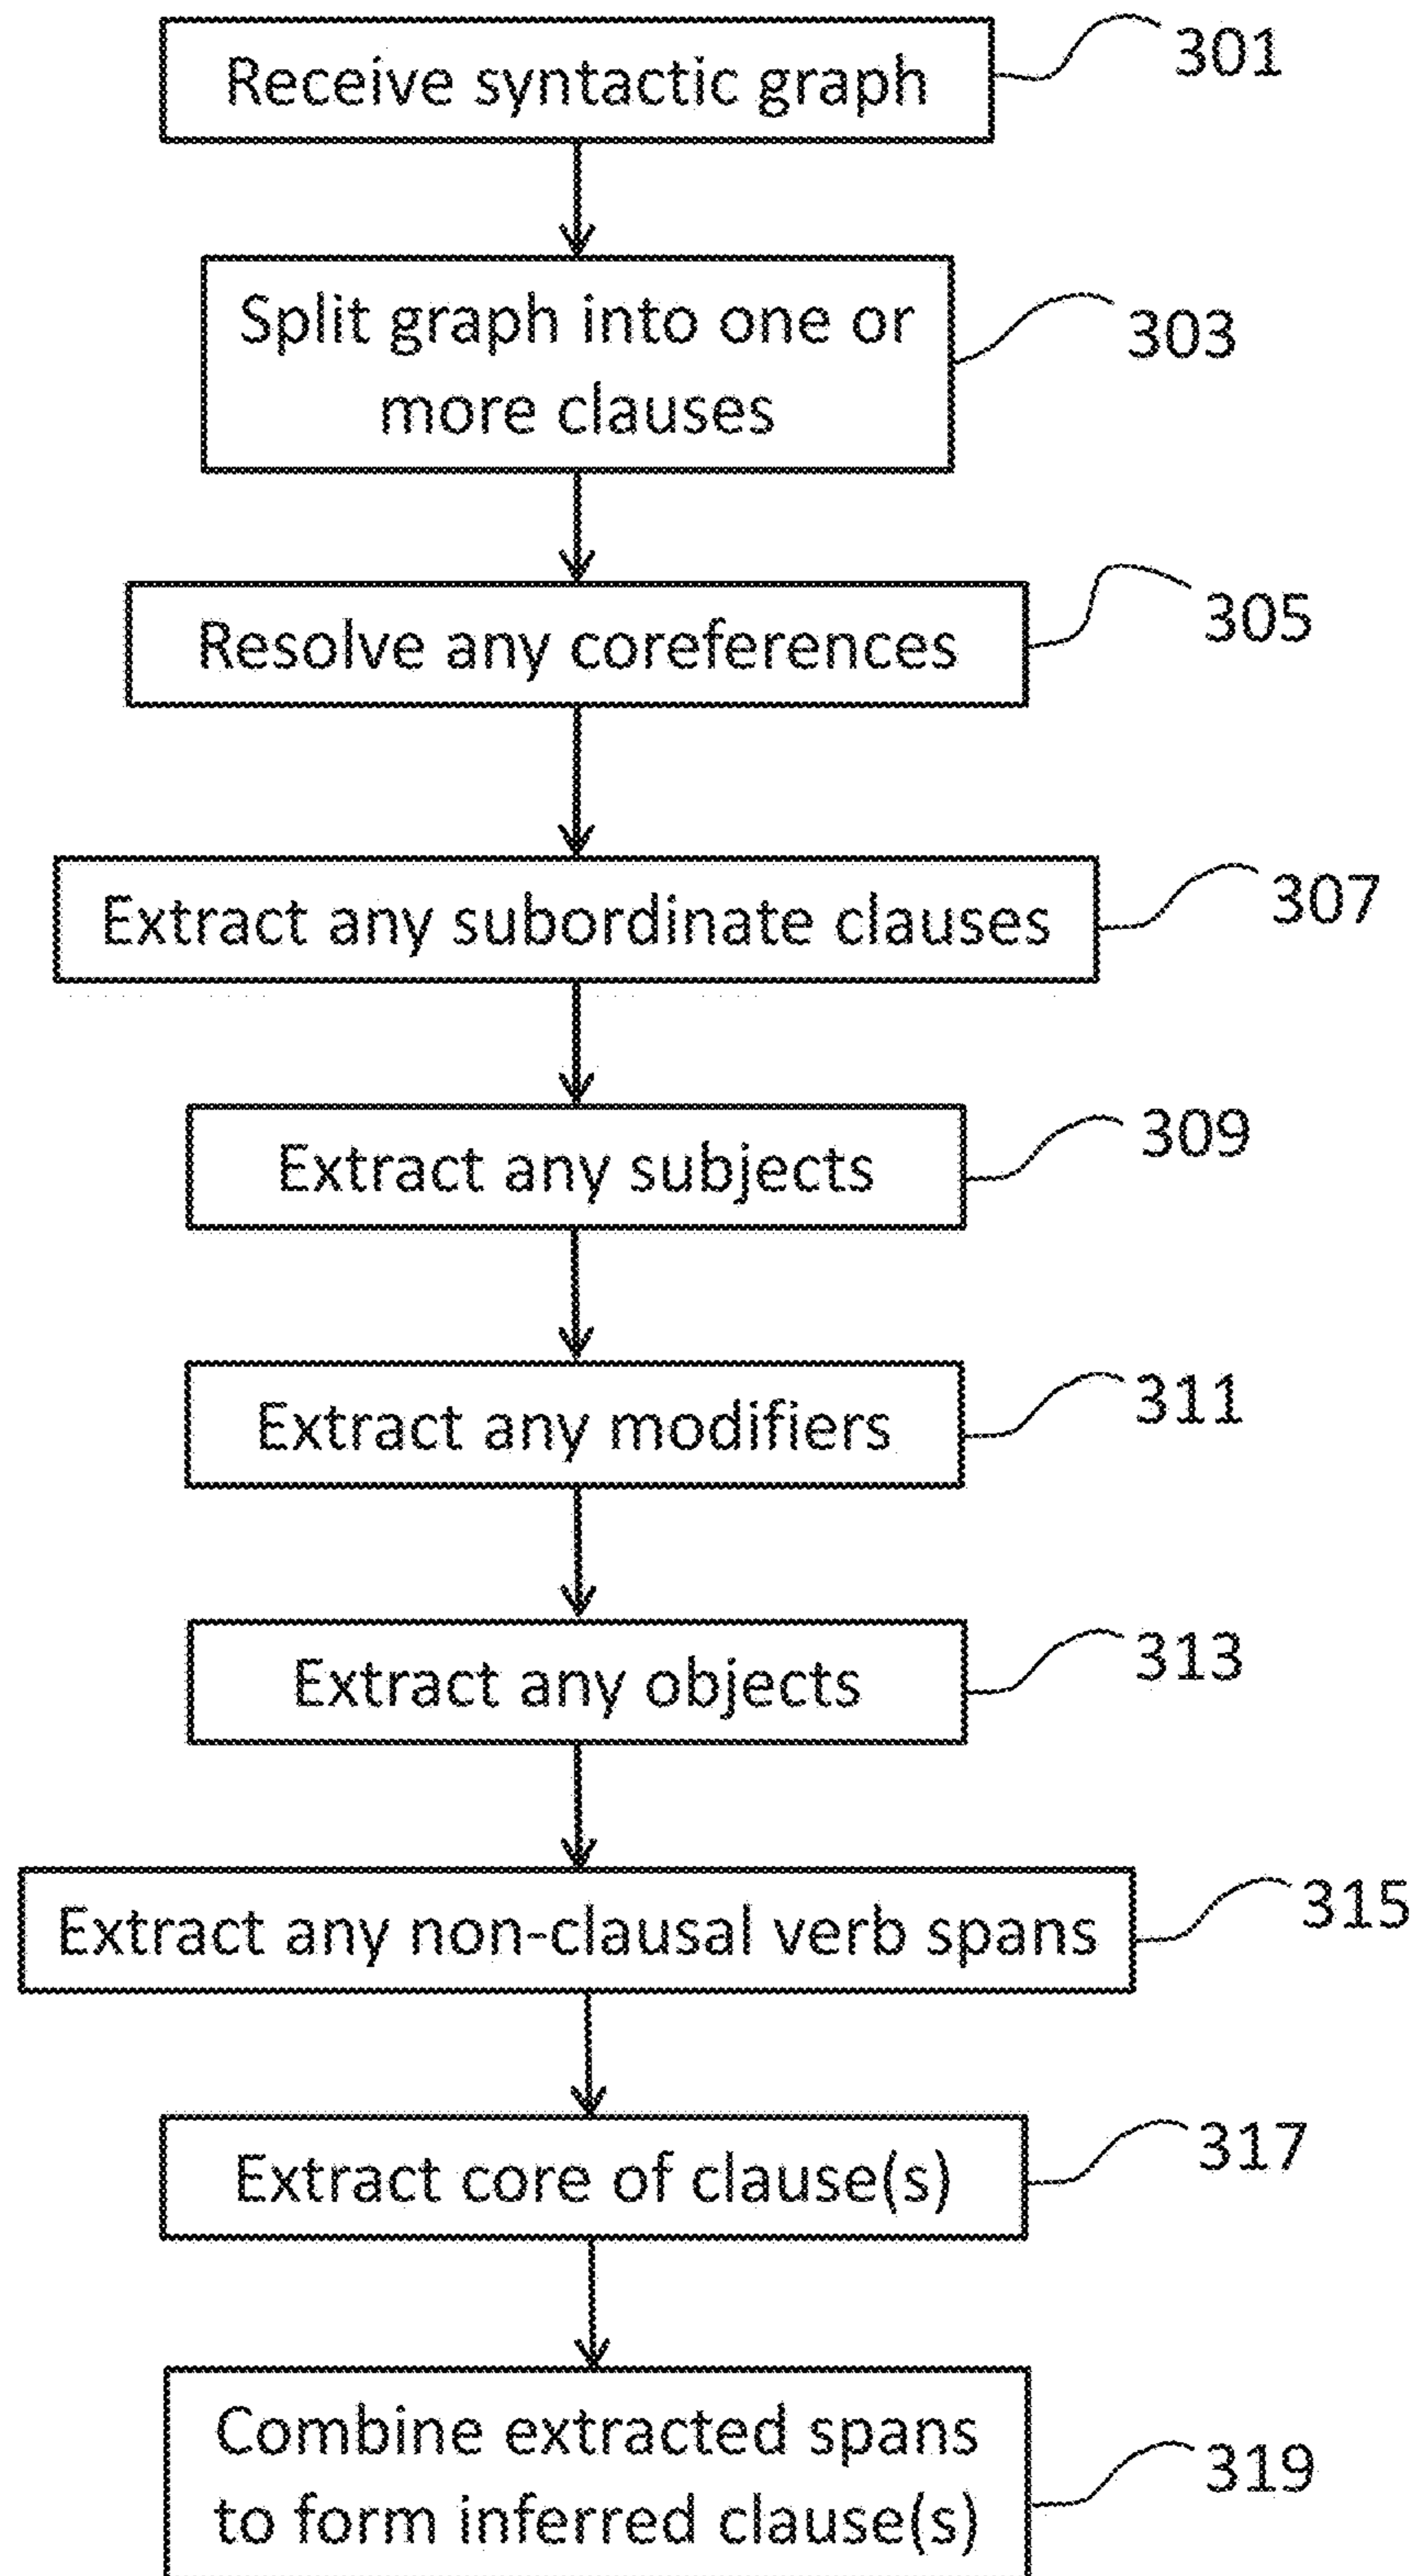 Receive syntactic graph
301
Split graph into one or
more clauses
303
Resolve any coreferences
305
Extract any subordinate clauses
307
Extract any subjects
309
Extract any modifiers
311
Extract any objects
313
Extract any non-clausal verb spans
315
Extract core of clause(s)
317
Combine extracted spans
to form inferred clause(s)
319